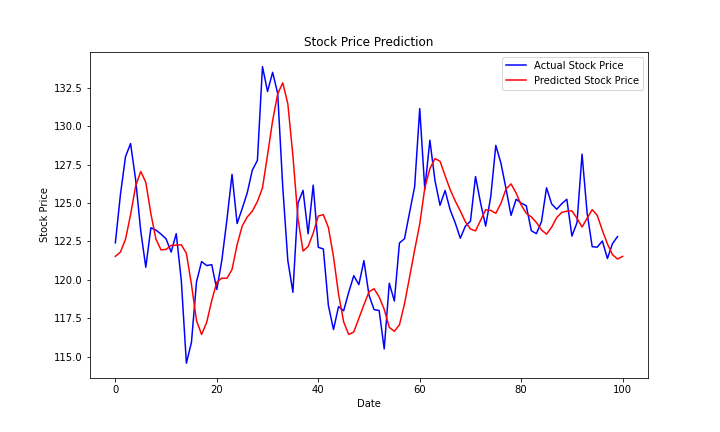 Stock Price Prediction
Actual Stock Price
Predicted Stock Price
Stock Price
132.5
130.0
127.5
125.0
122.5
120.0
117.5
115.0
0 20 40 60 80 100
Date